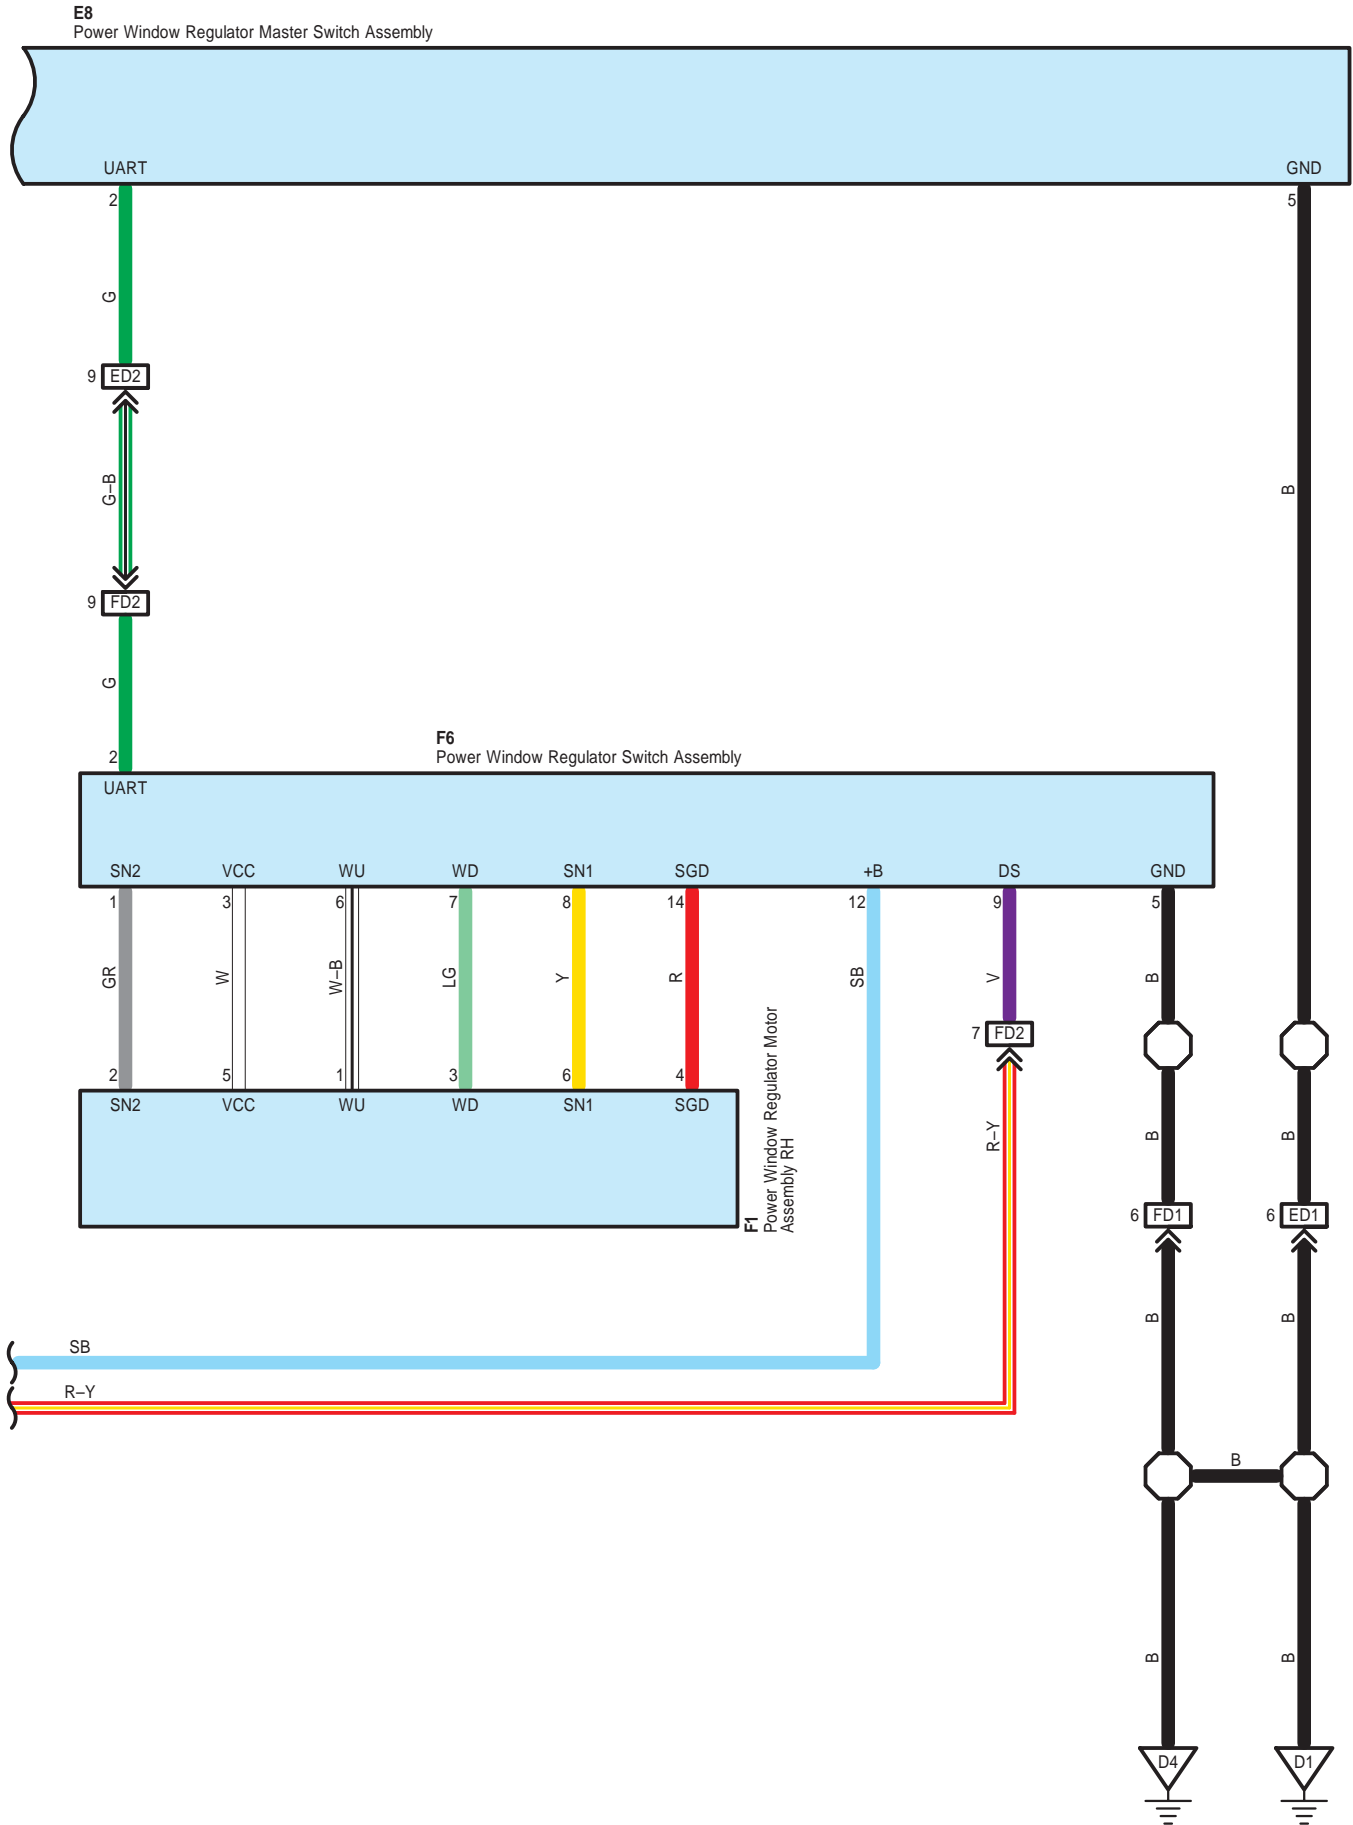 E8
Power Window Regulator Master Switch Assembly
UART
GND
2
5
G
9 ED2
G–B
B
9 FD2
G
2
F6
Power Window Regulator Switch Assembly
UART
SN2 VCC WU WD SN1 SGD +B DS GND
1 3 6 7 8 14 12 9 5
GR W W–B LG Y R SB V B
7 FD2
2 5 1 3 6 4
SN2 VCC WU WD SN1 SGD
F1
Power Window Regulator Motor
Assembly RH
R–Y B B
6 FD1 6 ED1
B B
SB
R–Y
B
B B
D4 D1